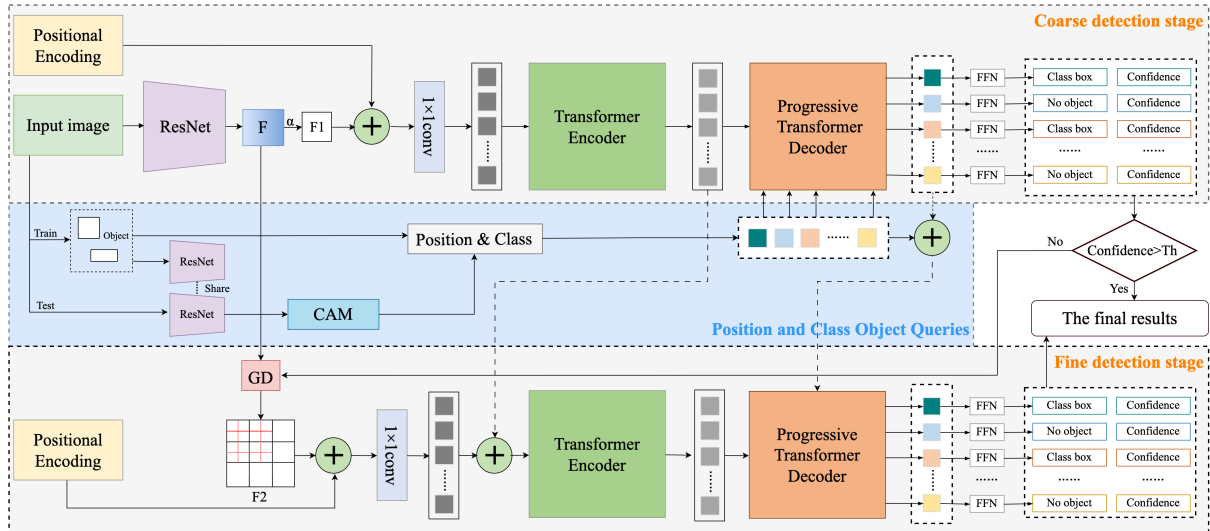 Coarse detection stage
Positional
Encoding
Input image
ResNet
F
α
F1
1×1conv
Transformer
Encoder
Progressive
Transformer
Decoder
FFN
Class box
Confidence
FFN
No object
Confidence
FFN
Class box
Confidence
......
......
......
FFN
No object
Confidence
Train
Object
ResNet
Share
Test
ResNet
CAM
Position & Class
Position and Class Object Queries
No
Confidence>Th
Yes
The final results
Fine detection stage
GD
Positional
Encoding
F2
1×1conv
Transformer
Encoder
Progressive
Transformer
Decoder
FFN
Class box
Confidence
FFN
No object
Confidence
FFN
Class box
Confidence
......
......
......
FFN
No object
Confidence